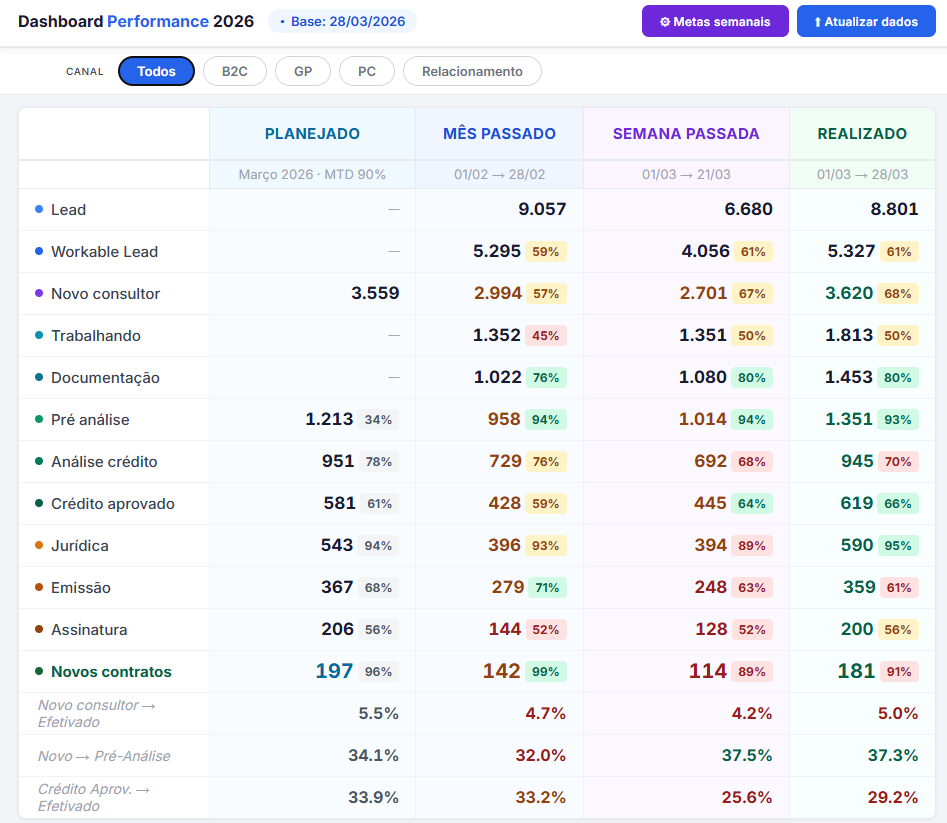 Dashboard Performance 2026 • Base: 28/03/2026 ⚙ Metas semanais ⬆ Atualizar dados
CANAL Todos B2C GP PC Relacionamento
PLANEJADO MÊS PASSADO SEMANA PASSADA REALIZADO
Março 2026 · MTD 90% 01/02 → 28/02 01/03 → 21/03 01/03 → 28/03
Lead — 9.057 6.680 8.801
Workable Lead — 5.295 59% 4.056 61% 5.327 61%
Novo consultor 3.559 2.994 57% 2.701 67% 3.620 68%
Trabalhando — 1.352 45% 1.351 50% 1.813 50%
Documentação — 1.022 76% 1.080 80% 1.453 80%
Pré análise 1.213 34% 958 94% 1.014 94% 1.351 93%
Análise crédito 951 78% 729 76% 692 68% 945 70%
Crédito aprovado 581 61% 428 59% 445 64% 619 66%
Jurídica 543 94% 396 93% 394 89% 590 95%
Emissão 367 68% 279 71% 248 63% 359 61%
Assinatura 206 56% 144 52% 128 52% 200 56%
Novos contratos 197 96% 142 99% 114 89% 181 91%
Novo consultor →
Efetivado 5.5% 4.7% 4.2% 5.0%
Novo → Pré-Análise 34.1% 32.0% 37.5% 37.3%
Crédito Aprov. →
Efetivado 33.9% 33.2% 25.6% 29.2%